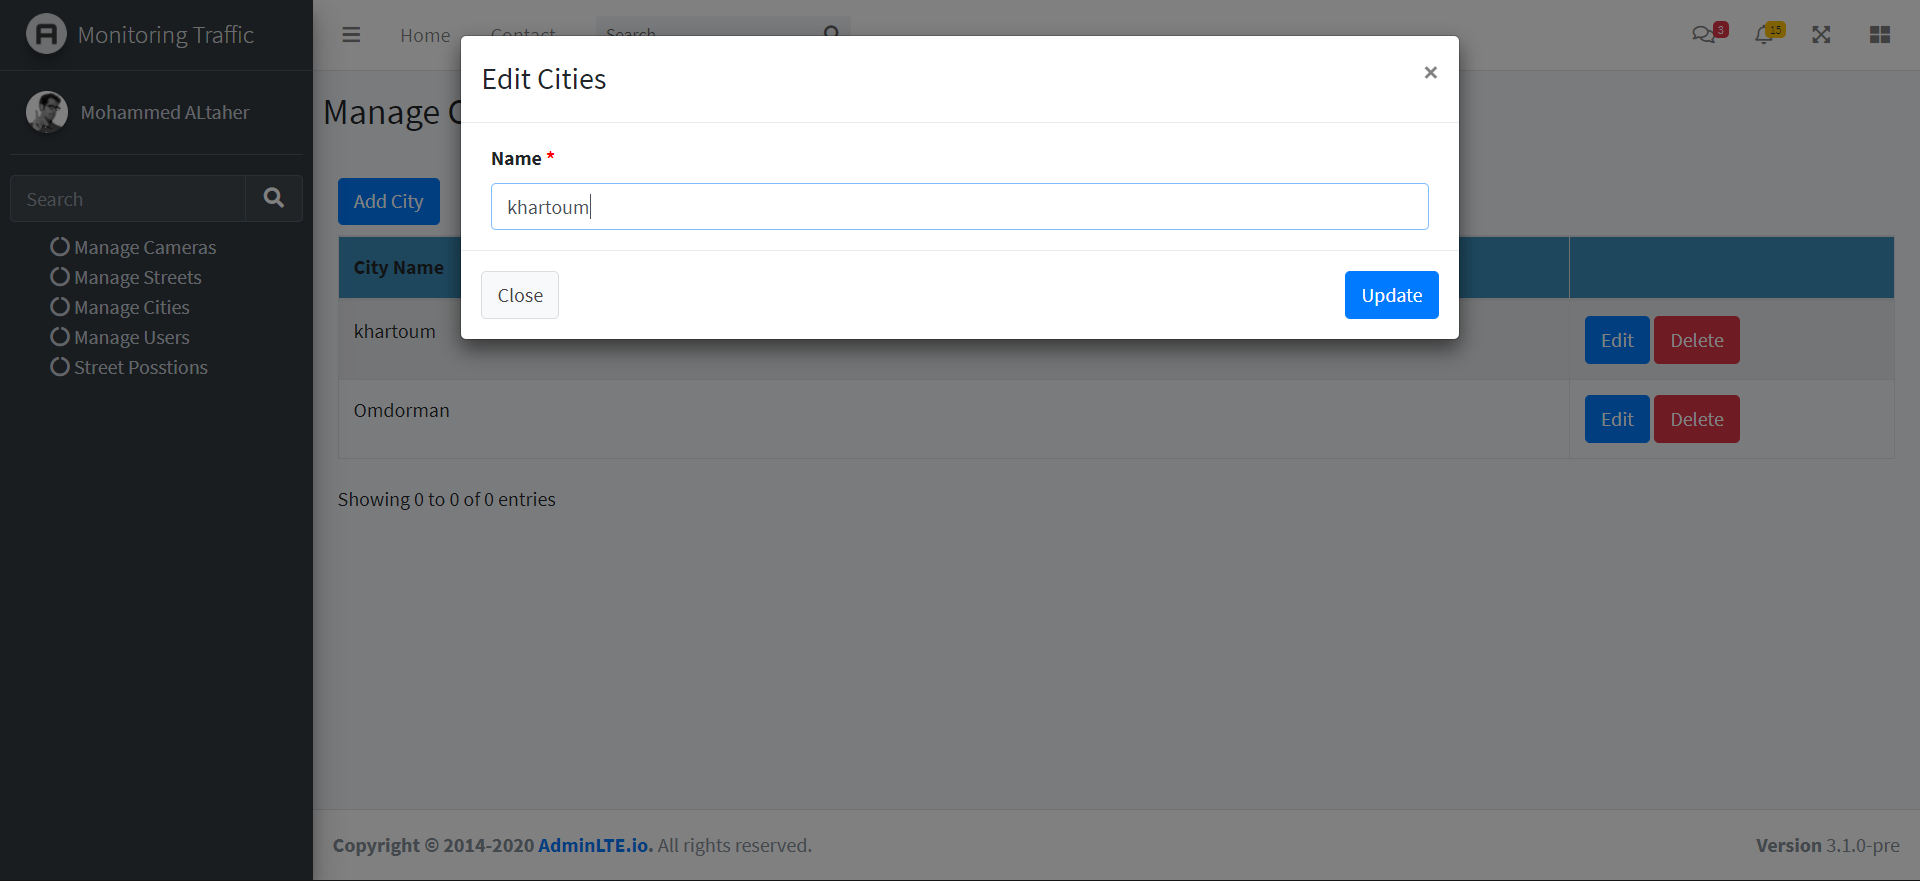 Monitoring Traffic
Home
Contact
Search
3
15
Mohammed ALtaher
Search
Manage Cameras
Manage Streets
Manage Cities
Manage Users
Street Posstions
Manage C
Add City
Edit Cities
×
Name *
khartoum
Close
Update
City Name
khartoum
Edit Delete
Omdorman
Edit Delete
Showing 0 to 0 of 0 entries
Copyright © 2014-2020 AdminLTE.io. All rights reserved.
Version 3.1.0-pre